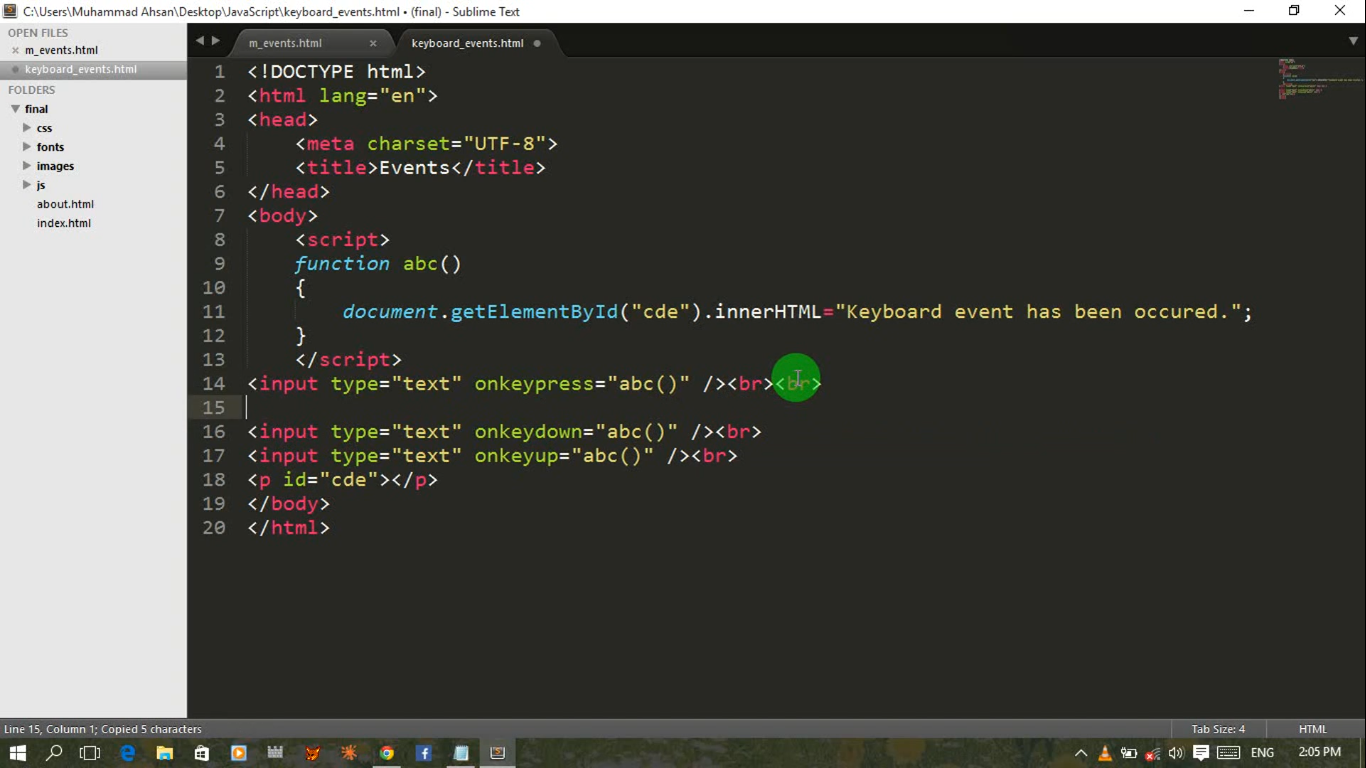 C:\Users\Muhammad Ahsan\Desktop\JavaScript\keyboard_events.html • (final) - Sublime Text
OPEN FILES
m_events.html
keyboard_events.html
FOLDERS
final
css
fonts
images
js
about.html
index.html
m_events.html
keyboard_events.html
1 <!DOCTYPE html>
2 <html lang="en">
3 <head>
4 <meta charset="UTF-8">
5 <title>Events</title>
6 </head>
7 <body>
8 <script>
9 function abc()
10 {
11 document.getElementById("cde").innerHTML="Keyboard event has been occured.";
12 }
13 </script>
14 <input type="text" onkeypress="abc()" /><br><br>
15
16 <input type="text" onkeydown="abc()" /><br>
17 <input type="text" onkeyup="abc()" /><br>
18 <p id="cde"></p>
19 </body>
20 </html>
Line 15, Column 1; Copied 5 characters
Tab Size: 4
HTML
ENG
2:05 PM